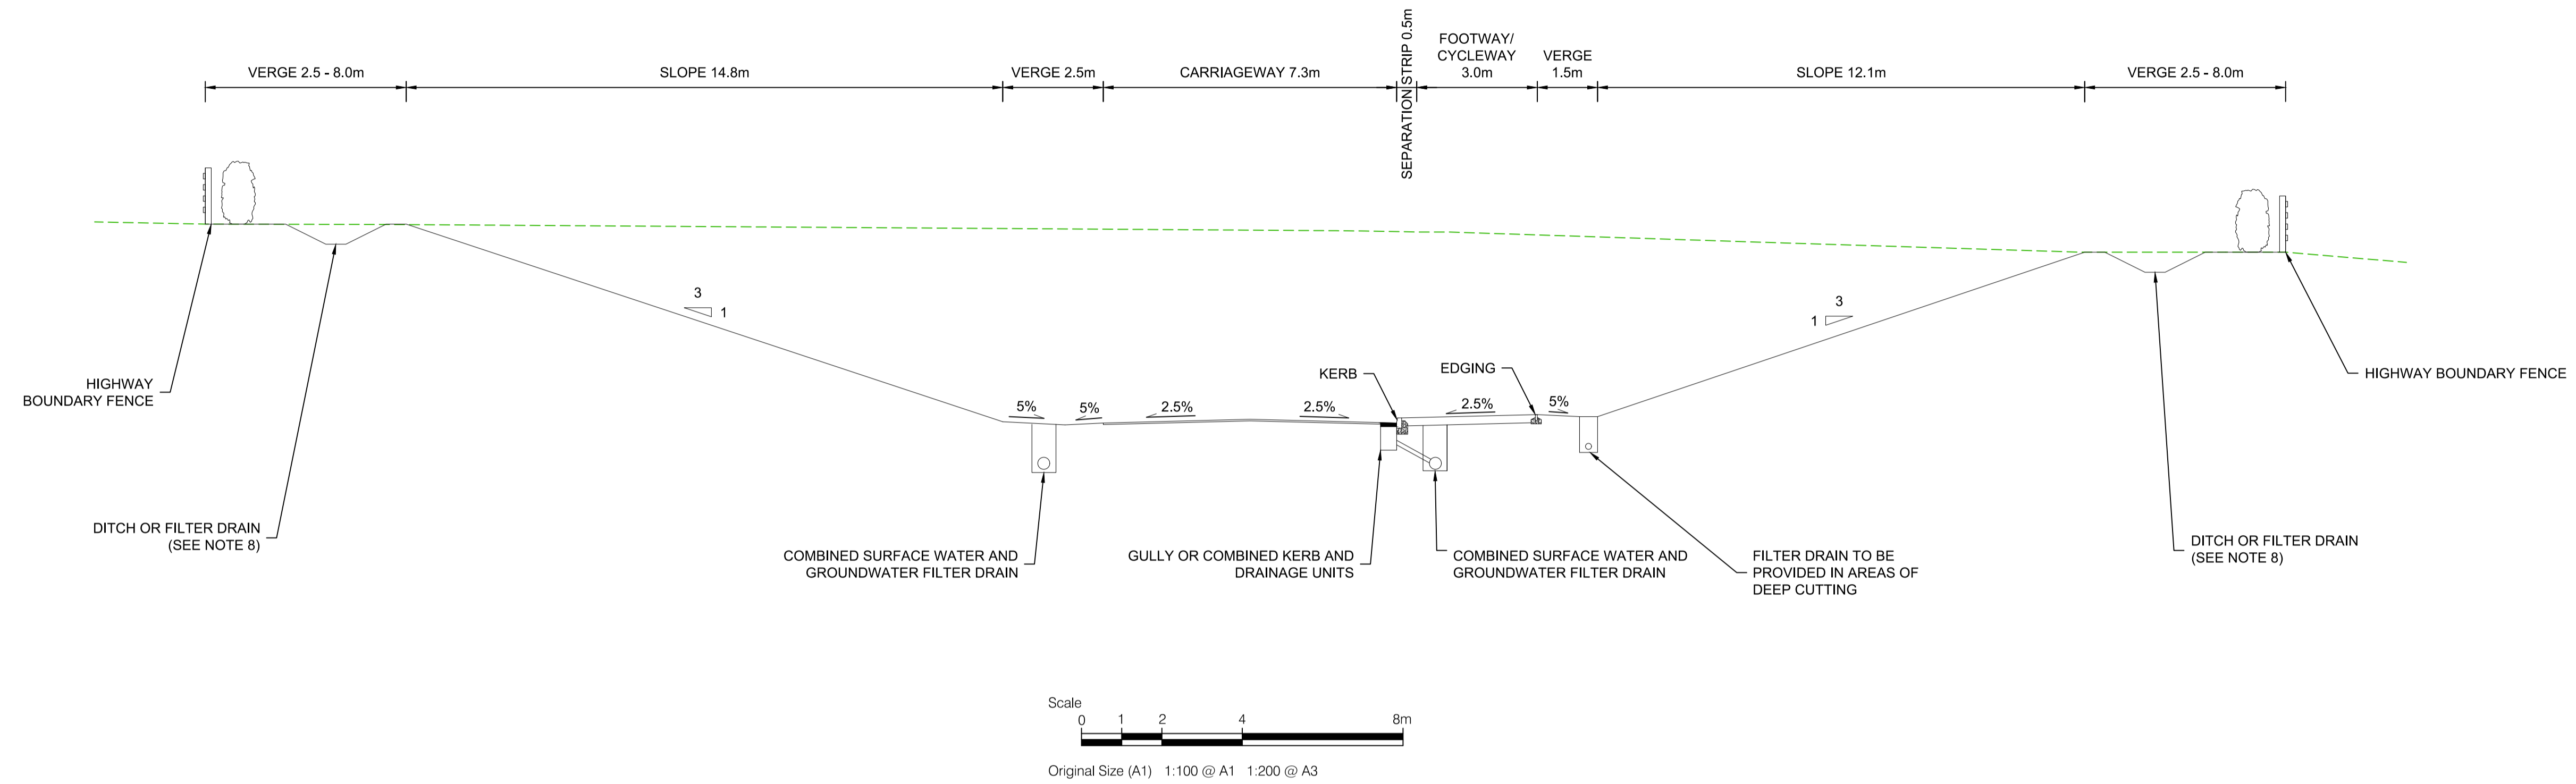 SEPARATION STRIP 0.5m
VERGE 2.5 - 8.0m
SLOPE 14.8m
VERGE 2.5m
CARRIAGEWAY 7.3m
FOOTWAY/
CYCLEWAY
3.0m
VERGE
1.5m
SLOPE 12.1m
VERGE 2.5 - 8.0m
3
1
3
1
HIGHWAY
BOUNDARY FENCE
KERB
EDGING
HIGHWAY BOUNDARY FENCE
5%
5%
2.5%
2.5%
2.5%
5%
DITCH OR FILTER DRAIN
(SEE NOTE 8)
COMBINED SURFACE WATER AND
GROUNDWATER FILTER DRAIN
GULLY OR COMBINED KERB AND
DRAINAGE UNITS
COMBINED SURFACE WATER AND
GROUNDWATER FILTER DRAIN
FILTER DRAIN TO BE
PROVIDED IN AREAS OF
DEEP CUTTING
DITCH OR FILTER DRAIN
(SEE NOTE 8)
Scale
0 1 2 4 8m
Original Size (A1) 1:100 @ A1 1:200 @ A3